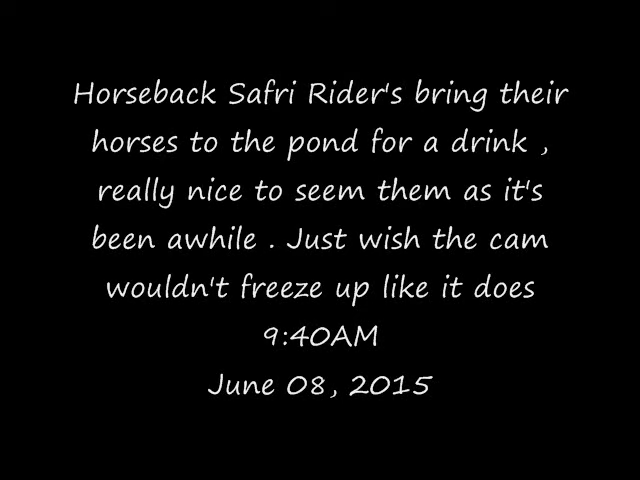 Horseback Safri Rider's bring their
horses to the pond for a drink ,
really nice to seem them as it's
been awhile . Just wish the cam
wouldn't freeze up like it does
9:40AM
June 08, 2015